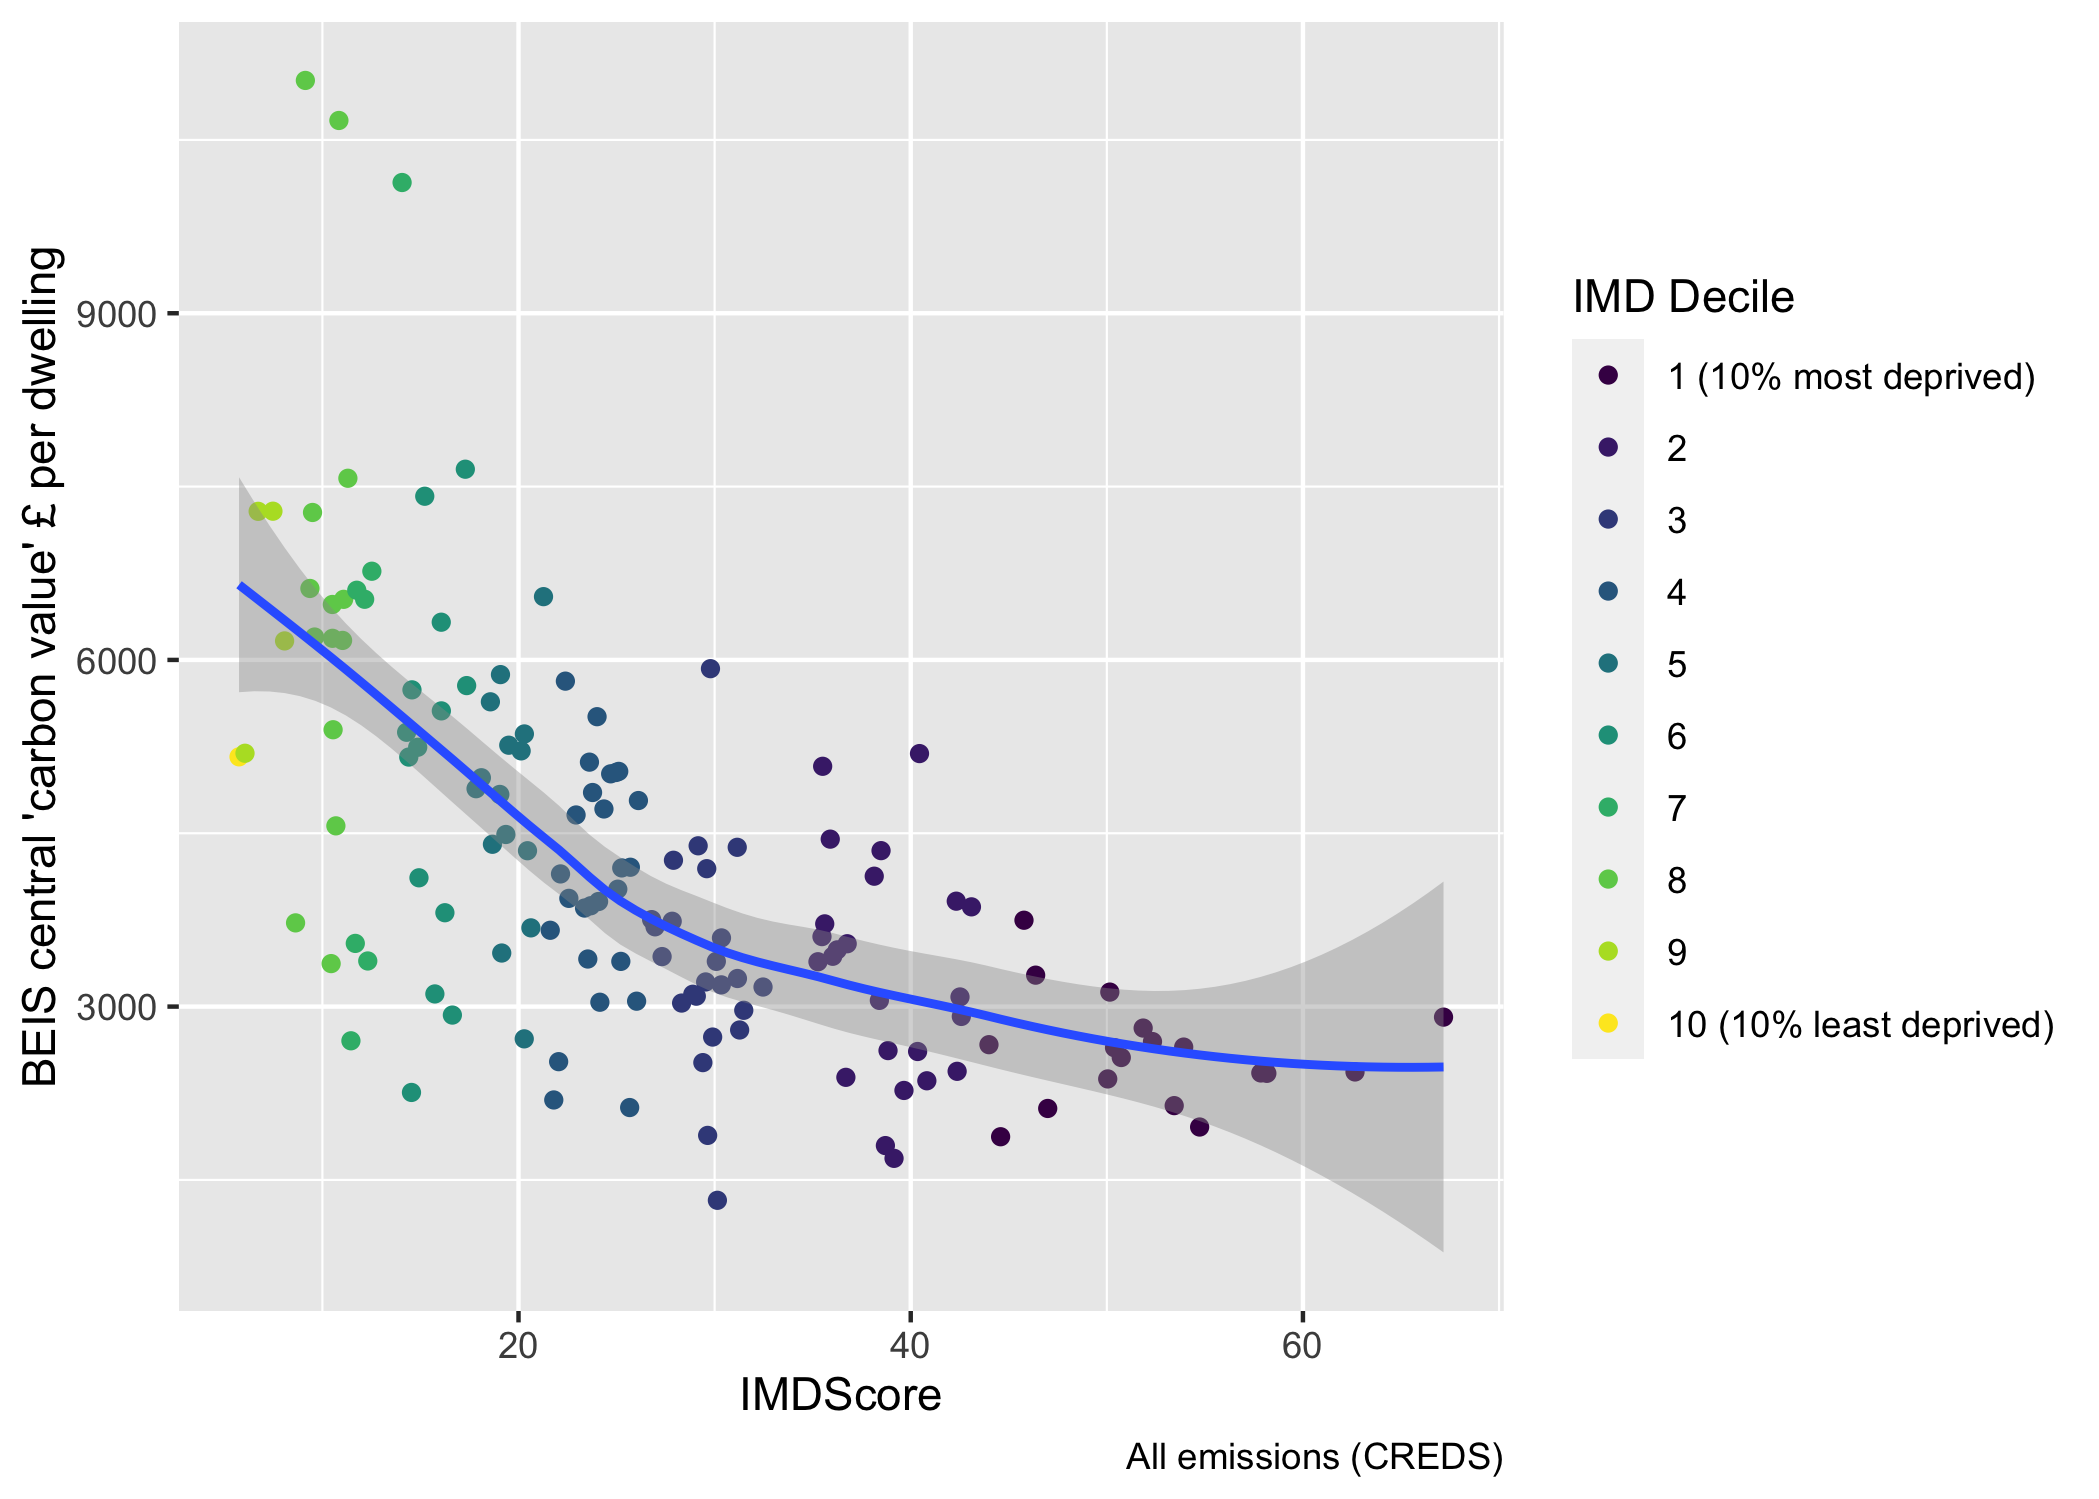 BEIS central 'carbon value' £ per dwelling
9000
6000
3000
20
40
60
IMDScore
All emissions (CREDS)
IMD Decile
1 (10% most deprived)
2
3
4
5
6
7
8
9
10 (10% least deprived)